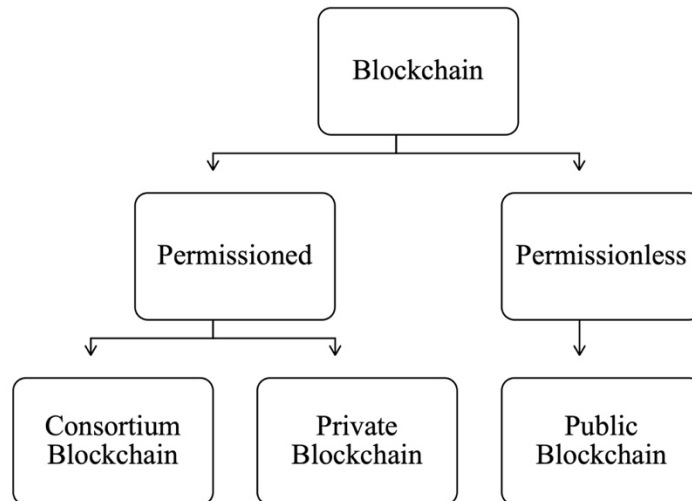 Blockchain
Permissioned
Permissionless
Consortium
Blockchain
Private
Blockchain
Public
Blockchain